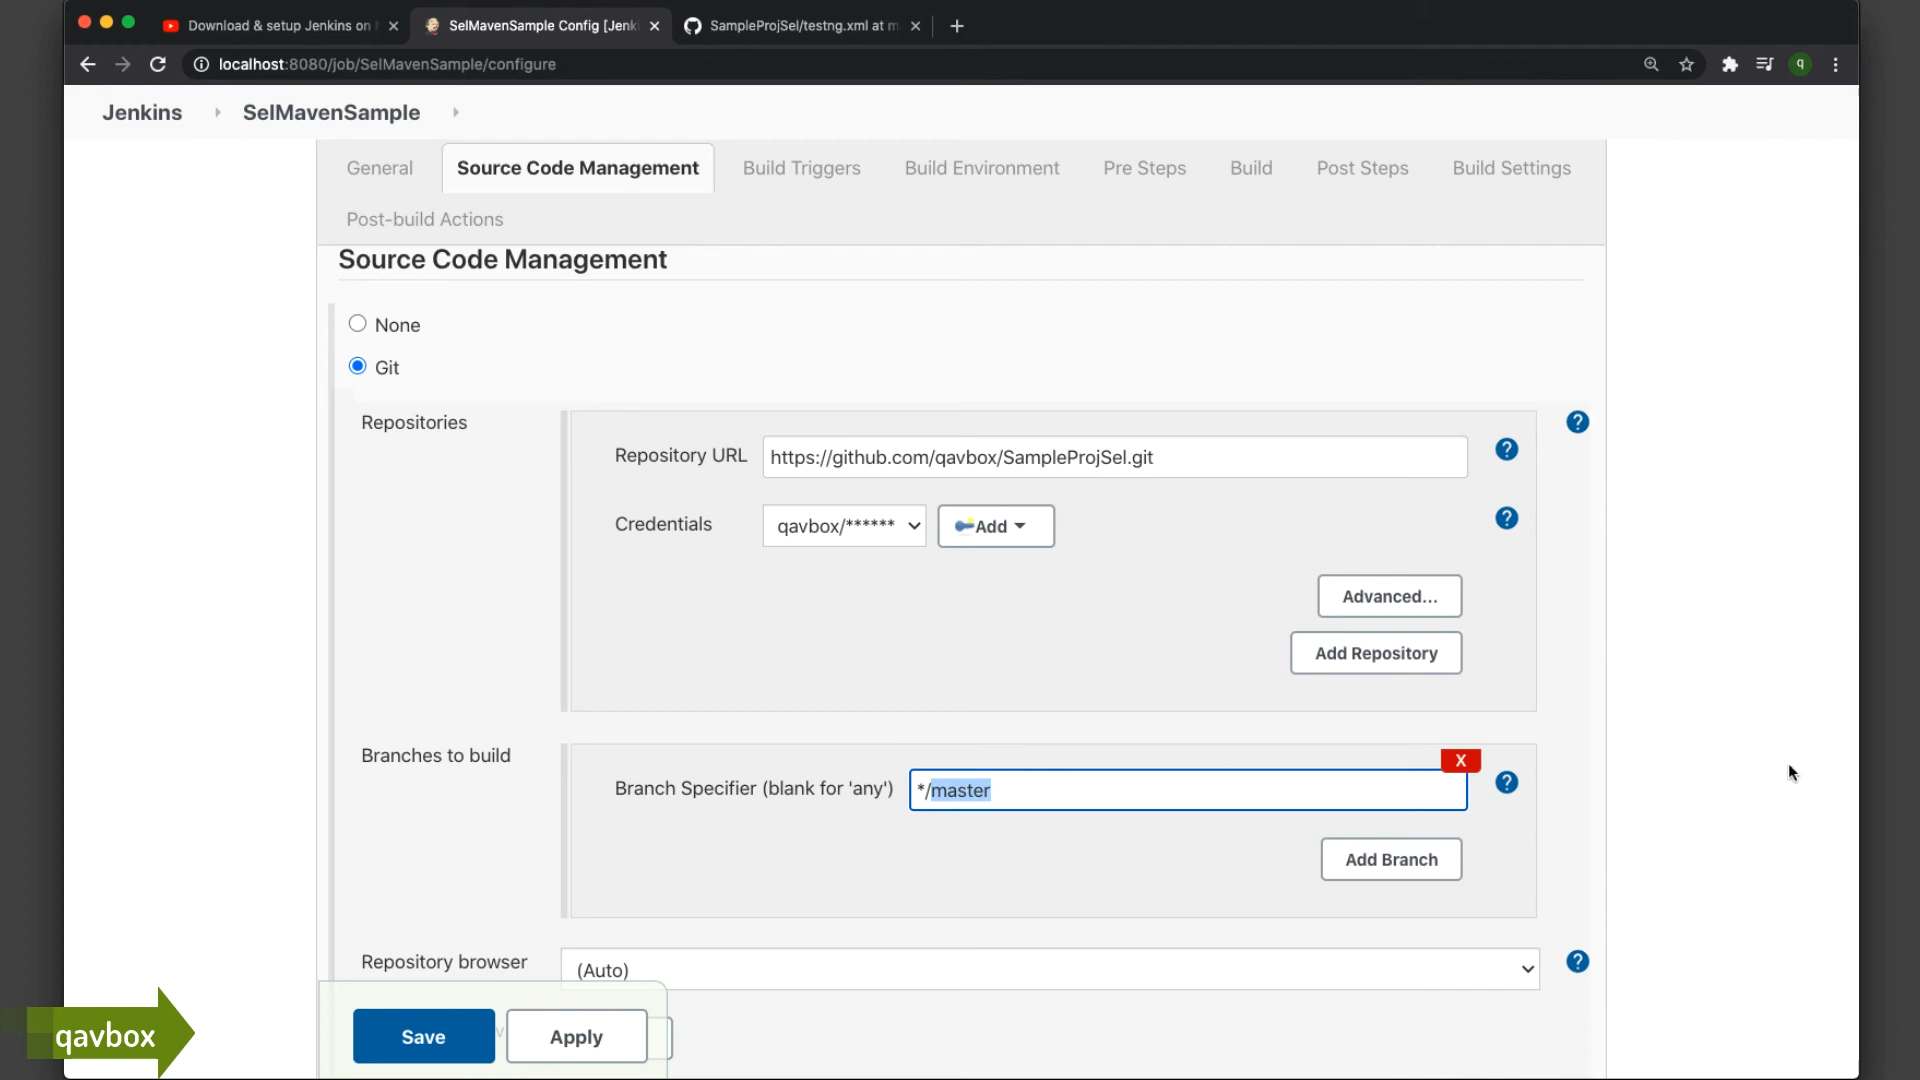 Download & setup Jenkins on
SelMavenSample Config [Jenk
SampleProjSel/testng.xml at m
localhost:8080/job/SelMavenSample/configure
q
Jenkins
SelMavenSample
General
Source Code Management
Build Triggers
Build Environment
Pre Steps
Build
Post Steps
Build Settings
Post-build Actions
Source Code Management
None
Git
Repositories
?
Repository URL
https://github.com/qavbox/SampleProjSel.git
?
Credentials
qavbox/******
Add
?
Advanced...
Add Repository
Branches to build
X
Branch Specifier (blank for 'any')
*/master
?
Add Branch
Repository browser
(Auto)
?
Save
Apply
qavbox